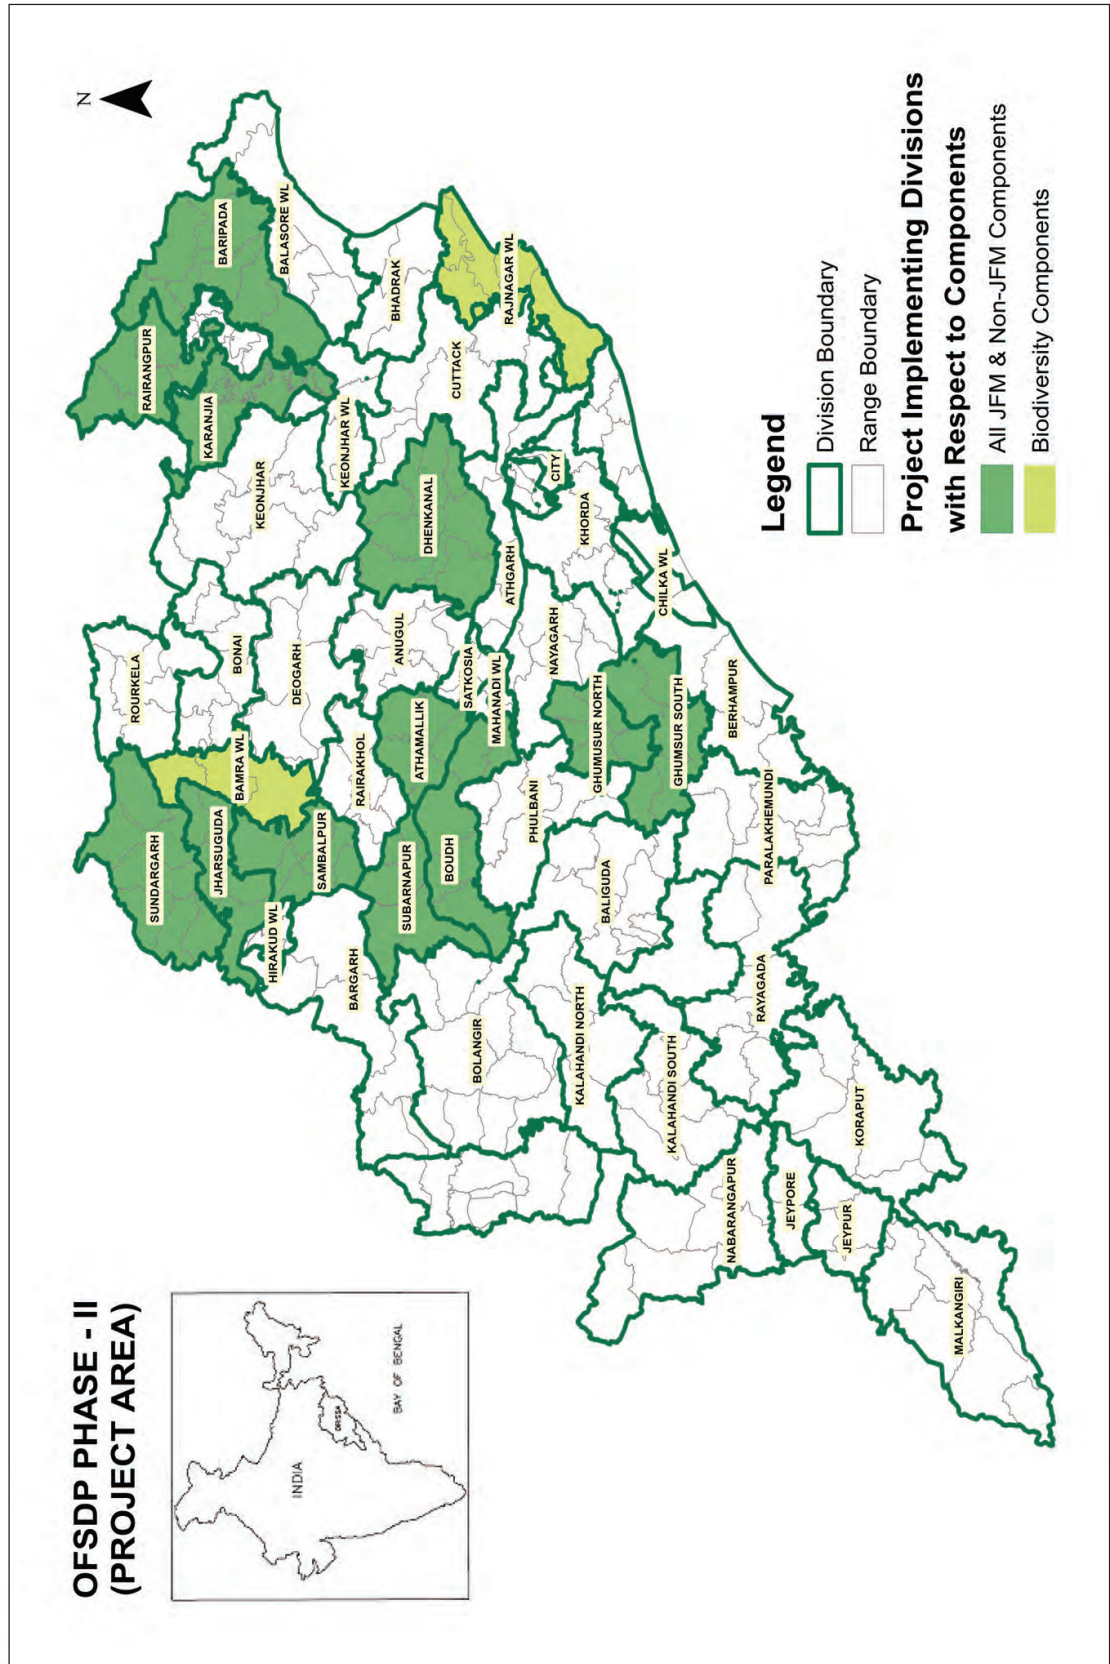 OFSDP PHASE - II
(PROJECT AREA)
INDIA
ORISSA
BAY OF BENGAL
N
SUNDARGARH
ROURKELA
JHARSUGUDA
BAMRA WL
BONAI
HIRAKUD WL
SAMBALPUR
DEOGARH
KEONJHAR
KARANJIA
RAIRANGPUR
BARIPADA
BALASORE WL
KEONJHAR WL
BHADRAK
BARGARH
RAIRAKHOL
SUBARNAPUR
BOUDH
ATHAMALLIK
ANUGUL
DHENKANAL
CUTTACK
RAJNAGAR WL
BOLANGIR
SATKOSIA
MAHANADI WL
ATHGARH
CITY
PHULBANI
NAYAGARH
KHORDA
KALAHANDI NORTH
BALIGUDA
GHUMUSUR NORTH
GHUMSUR SOUTH
CHILKA WL
KALAHANDI SOUTH
BERHAMPUR
NABARANGAPUR
RAYAGADA
PARALAKHEMUNDI
JEYPORE
JEYPUR
KORAPUT
MALKANGIRI
Legend
Division Boundary
Range Boundary
Project Implementing Divisions
with Respect to Components
All JFM & Non-JFM Components
Biodiversity Components